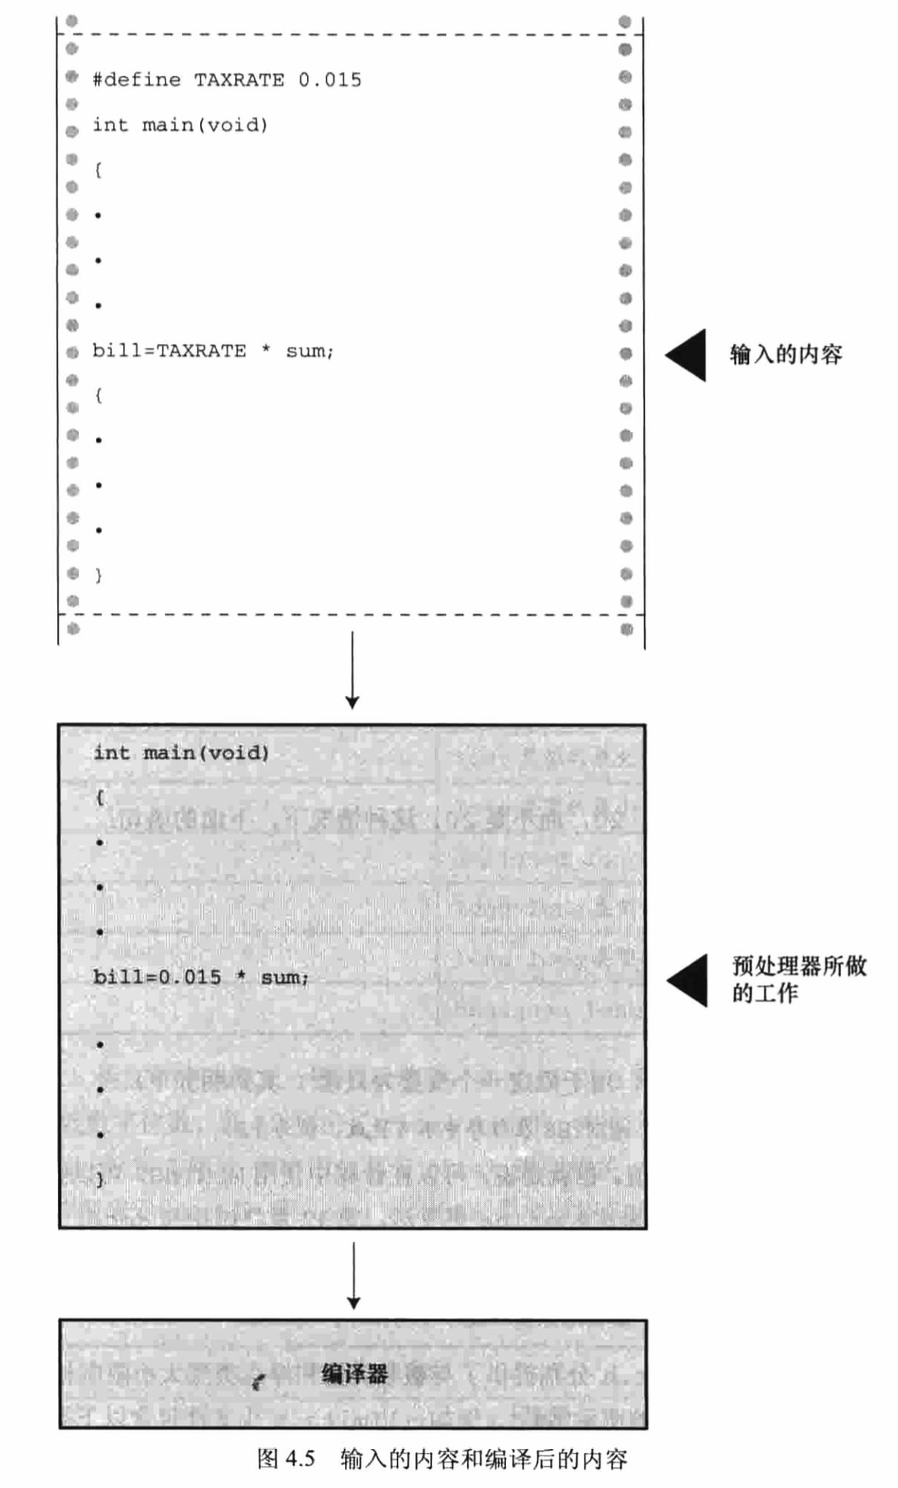 #define TAXRATE 0.015
int main(void)
{
•
•
•
bill=TAXRATE * sum;
{
•
•
•
}
输入的内容
int main(void)
{
•
•
•
bill=0.015 * sum;
•
•
•
}
预处理器所做
的工作
编译器
图 4.5 输入的内容和编译后的内容